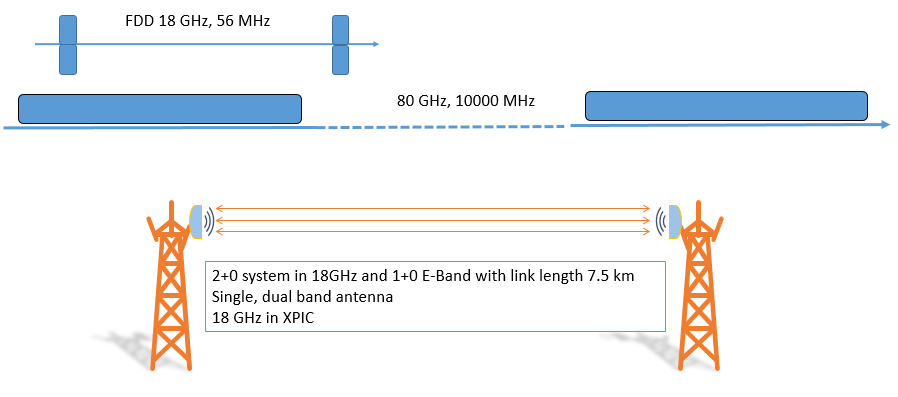 FDD 18 GHz, 56 MHz
80 GHz, 10000 MHz
2+0 system in 18GHz and 1+0 E-Band with link length 7.5 km
Single, dual band antenna
18 GHz in XPIC